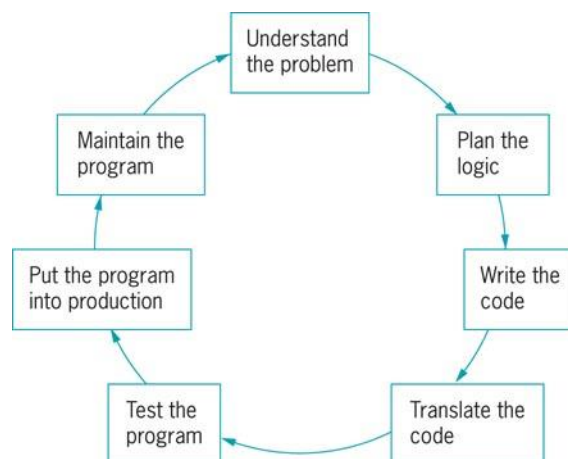 Understand
the problem
Plan the
logic
Write the
code
Translate the
code
Test the
program
Put the program
into production
Maintain the
program